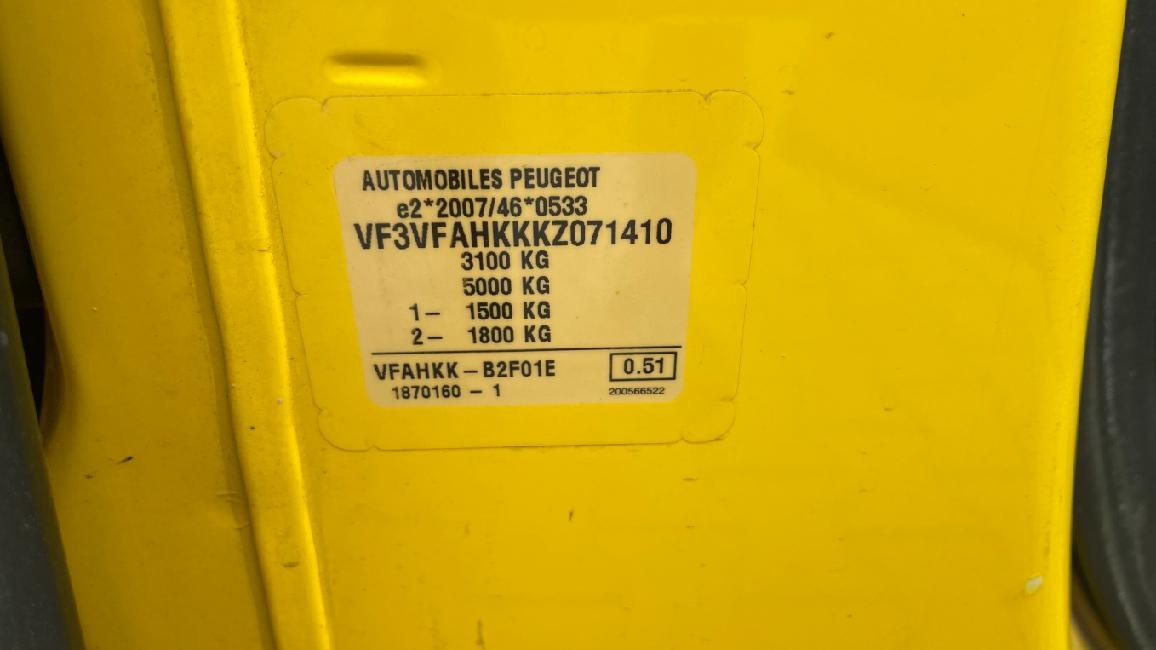 AUTOMOBILES PEUGEOT
e2*2007/46*0533
VF3VFAHKKKZ071410
3100 KG
5000 KG
1- 1500 KG
2- 1800 KG
VFAHKK-B2F01E 0.51
1870160 - 1 200566522